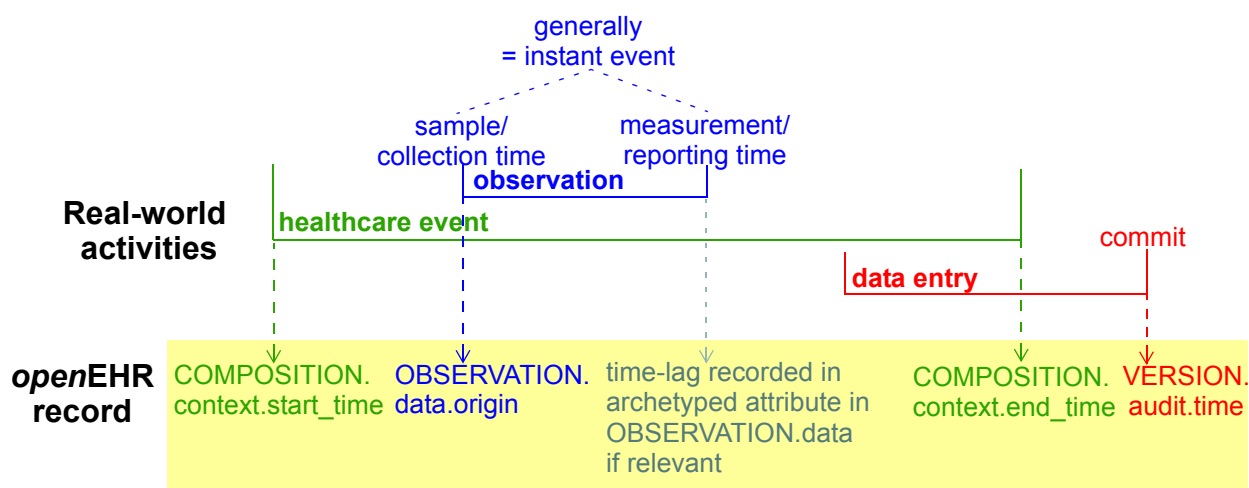 generally
= instant event
sample/
collection time
measurement/
reporting time
observation
Real-world
activities
healthcare event
commit
data entry
openEHR
record
COMPOSITION.
context.start_time
OBSERVATION.
data.origin
time-lag recorded in
archetyped attribute in
OBSERVATION.data
if relevant
COMPOSITION.
context.end_time
VERSION.
audit.time